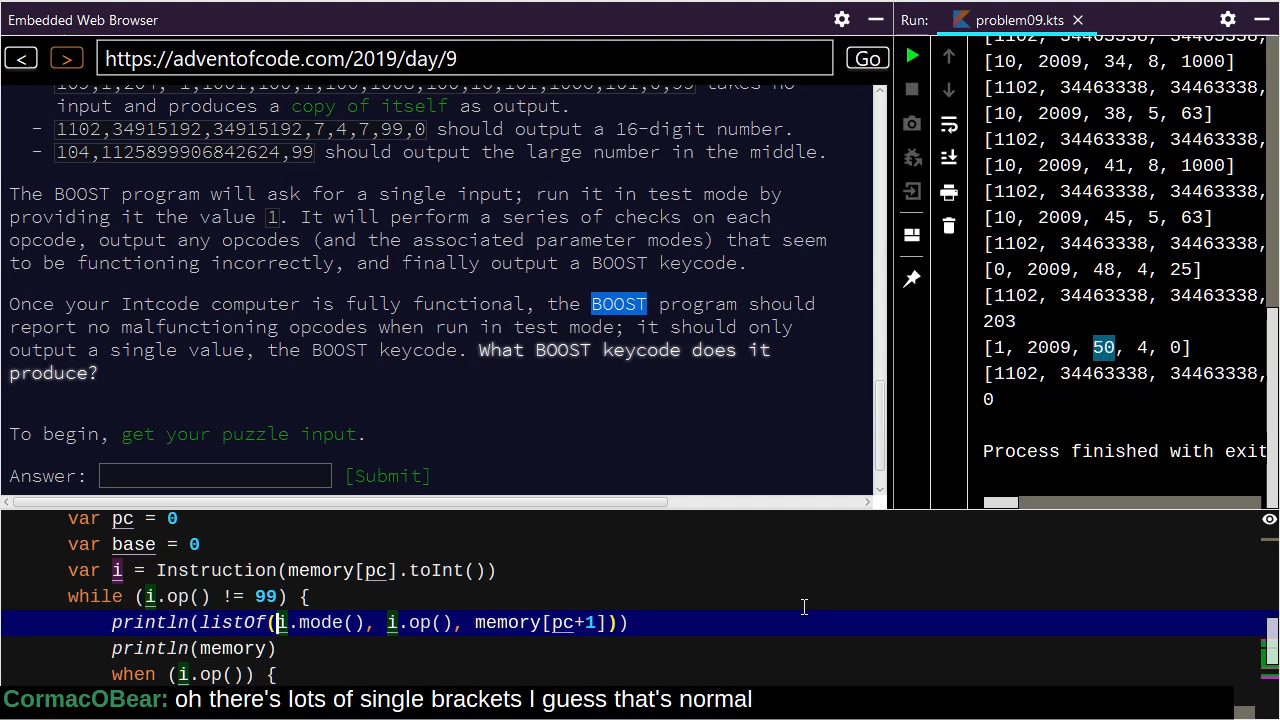 Embedded Web Browser
< > https://adventofcode.com/2019/day/9 Go
input and produces a copy of itself as output.
- 1102,34915192,34915192,7,4,7,99,0 should output a 16-digit number.
- 104,1125899906842624,99 should output the large number in the middle.
The BOOST program will ask for a single input; run it in test mode by
providing it the value 1. It will perform a series of checks on each
opcode, output any opcodes (and the associated parameter modes) that seem
to be functioning incorrectly, and finally output a BOOST keycode.
Once your Intcode computer is fully functional, the BOOST program should
report no malfunctioning opcodes when run in test mode; it should only
output a single value, the BOOST keycode. What BOOST keycode does it
produce?
To begin, get your puzzle input.
Answer: [Submit]
Run: problem09.kts
[1102, 34463338, 34463338,
[10, 2009, 34, 8, 1000]
[1102, 34463338, 34463338,
[10, 2009, 38, 5, 63]
[1102, 34463338, 34463338,
[10, 2009, 41, 8, 1000]
[1102, 34463338, 34463338,
[10, 2009, 45, 5, 63]
[1102, 34463338, 34463338,
[0, 2009, 48, 4, 25]
[1102, 34463338, 34463338,
203
[1, 2009, 50, 4, 0]
[1102, 34463338, 34463338,
0
Process finished with exit
var pc = 0
var base = 0
var i = Instruction(memory[pc].toInt())
while (i.op() != 99) {
println(listOf(i.mode(), i.op(), memory[pc+1]))
println(memory)
when (i.op()) {
CormacOBear: oh there's lots of single brackets I guess that's normal